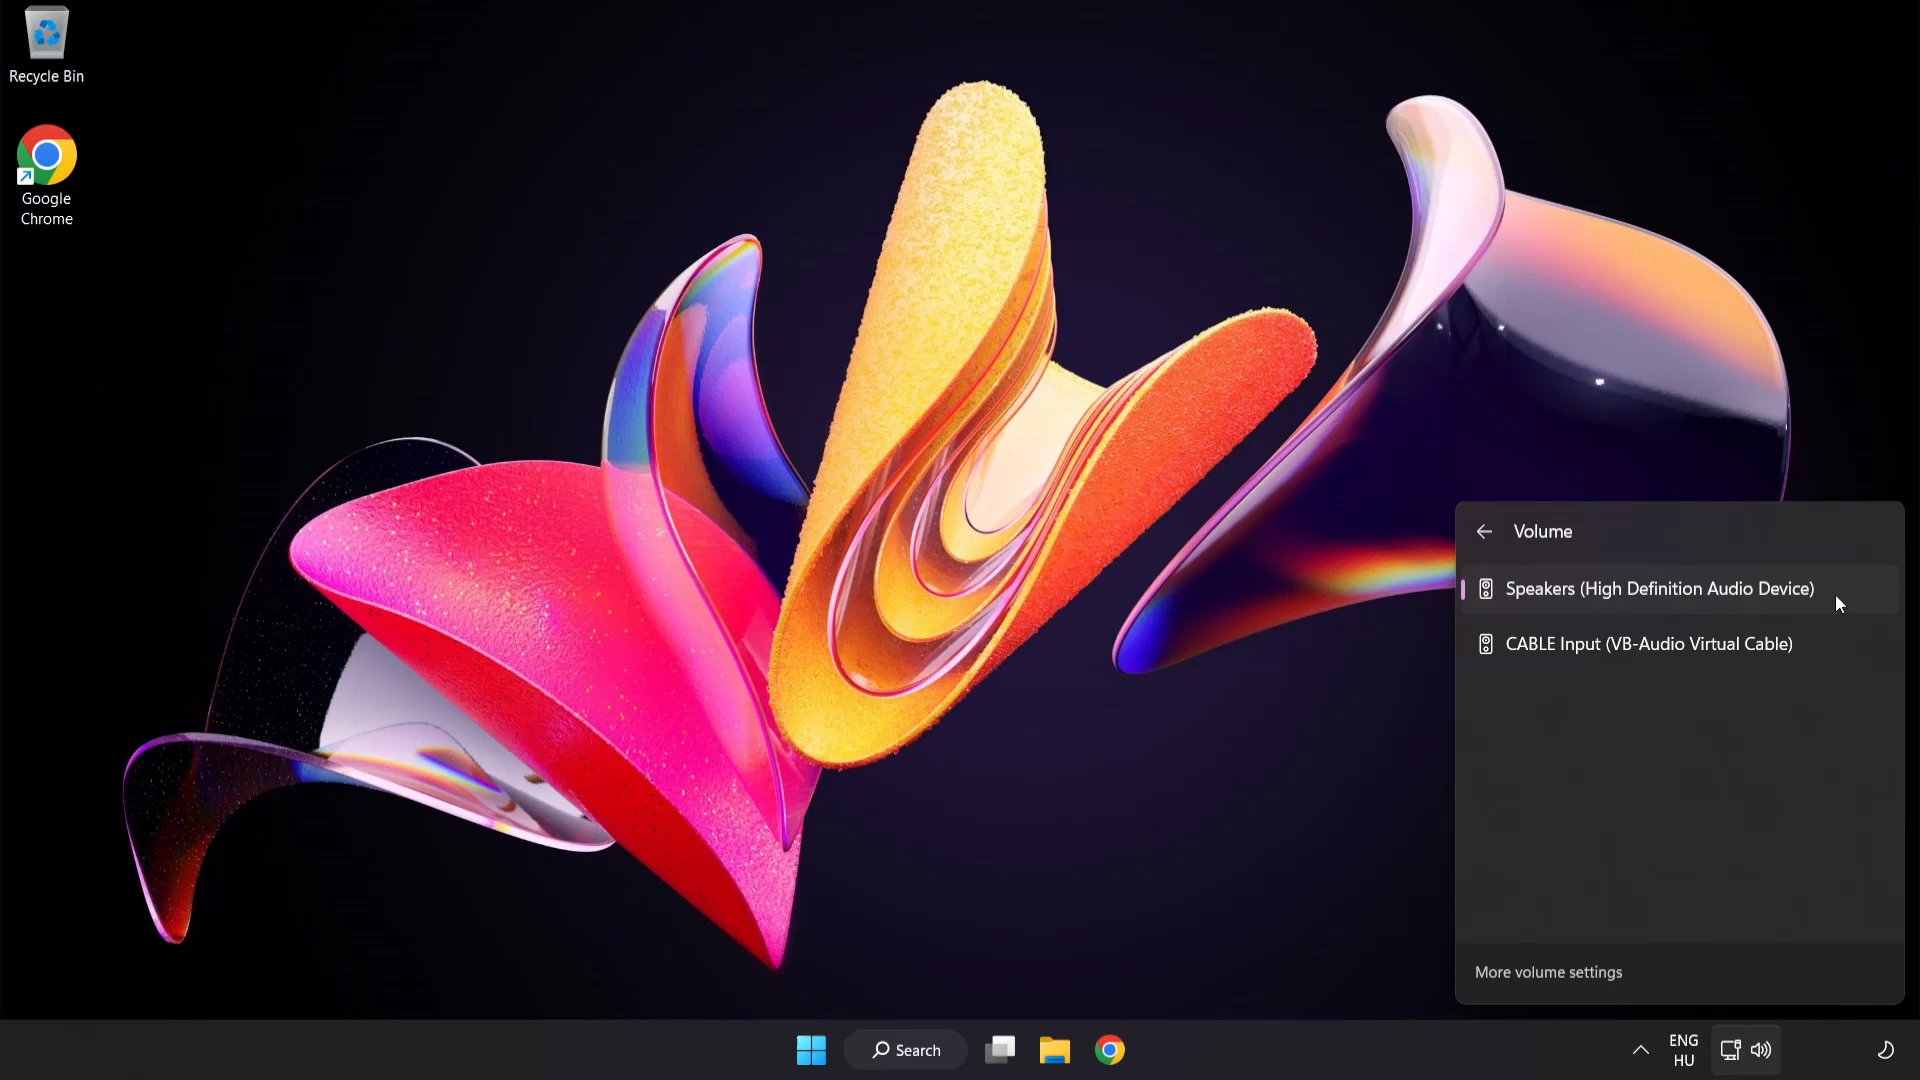 Recycle Bin
Google
Chrome
Volume
Speakers (High Definition Audio Device)
CABLE Input (VB-Audio Virtual Cable)
More volume settings
Search
ENG
HU